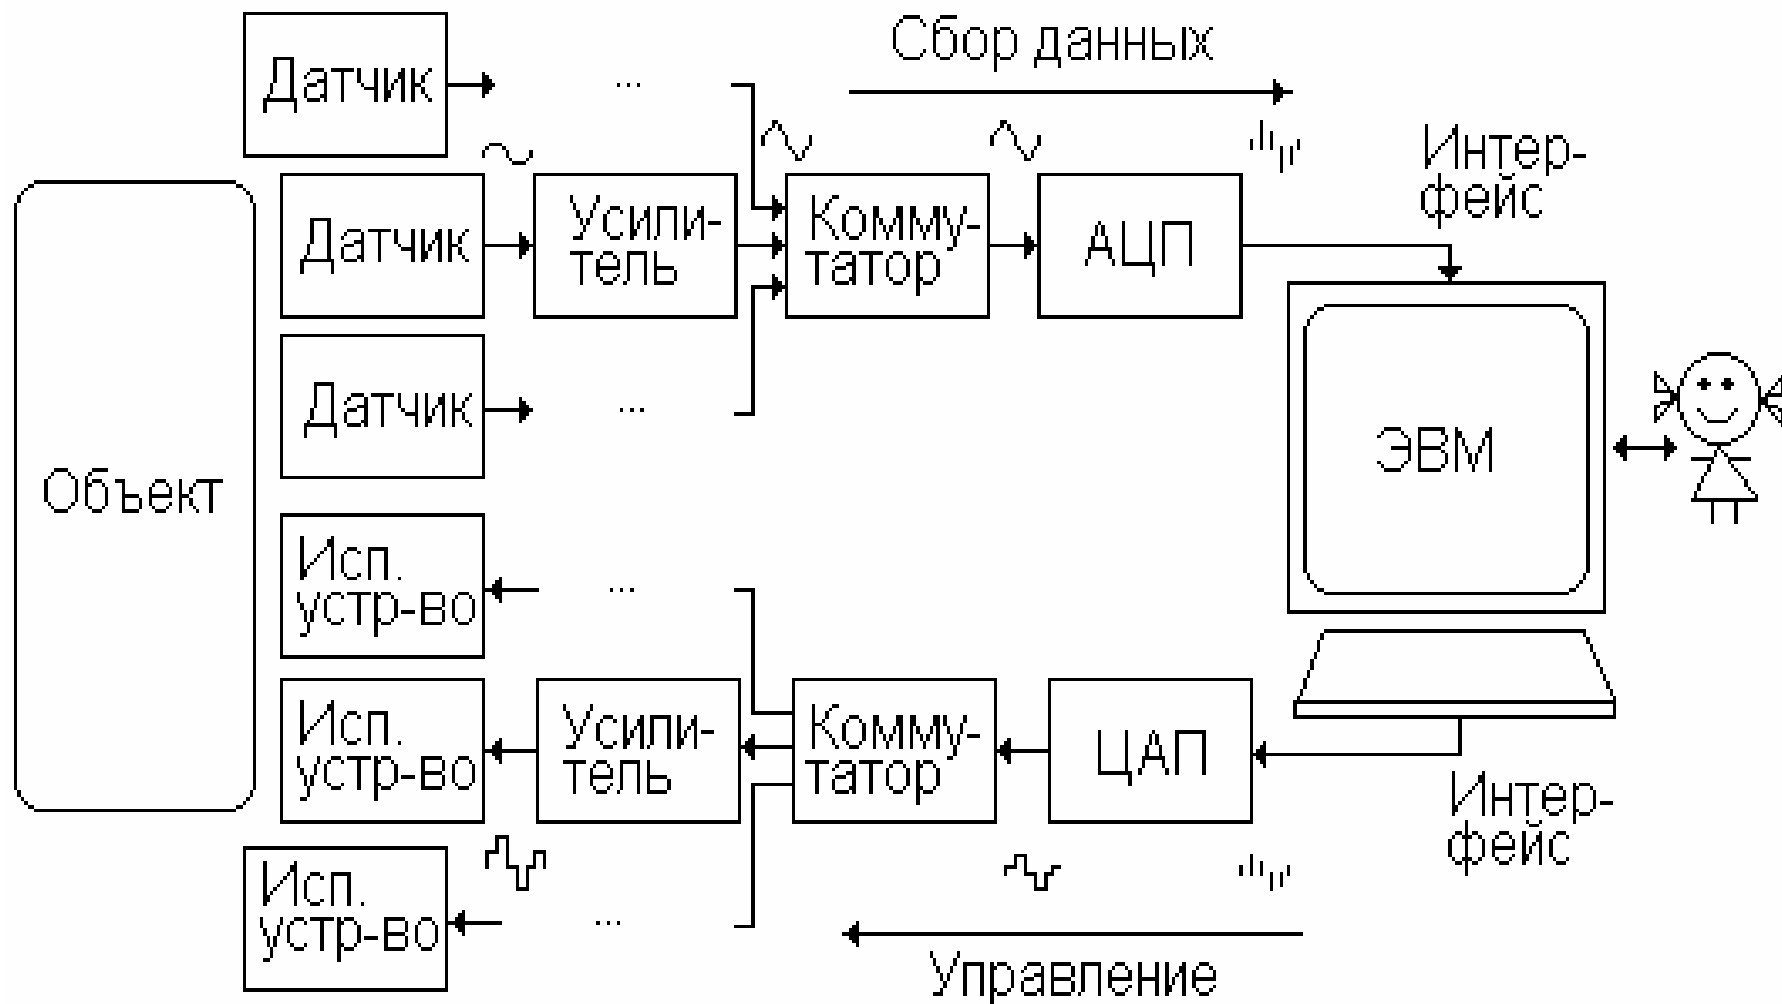 Сбор данных
Датчик
...
Интер-
фейс
Датчик
Усили-
тель
Комму-
татор
АЦП
Датчик
...
ЭВМ
Объект
Исп.
устр-во
...
Исп.
устр-во
Усили-
тель
Комму-
татор
ЦАП
Интер-
фейс
Исп.
устр-во
...
Управление